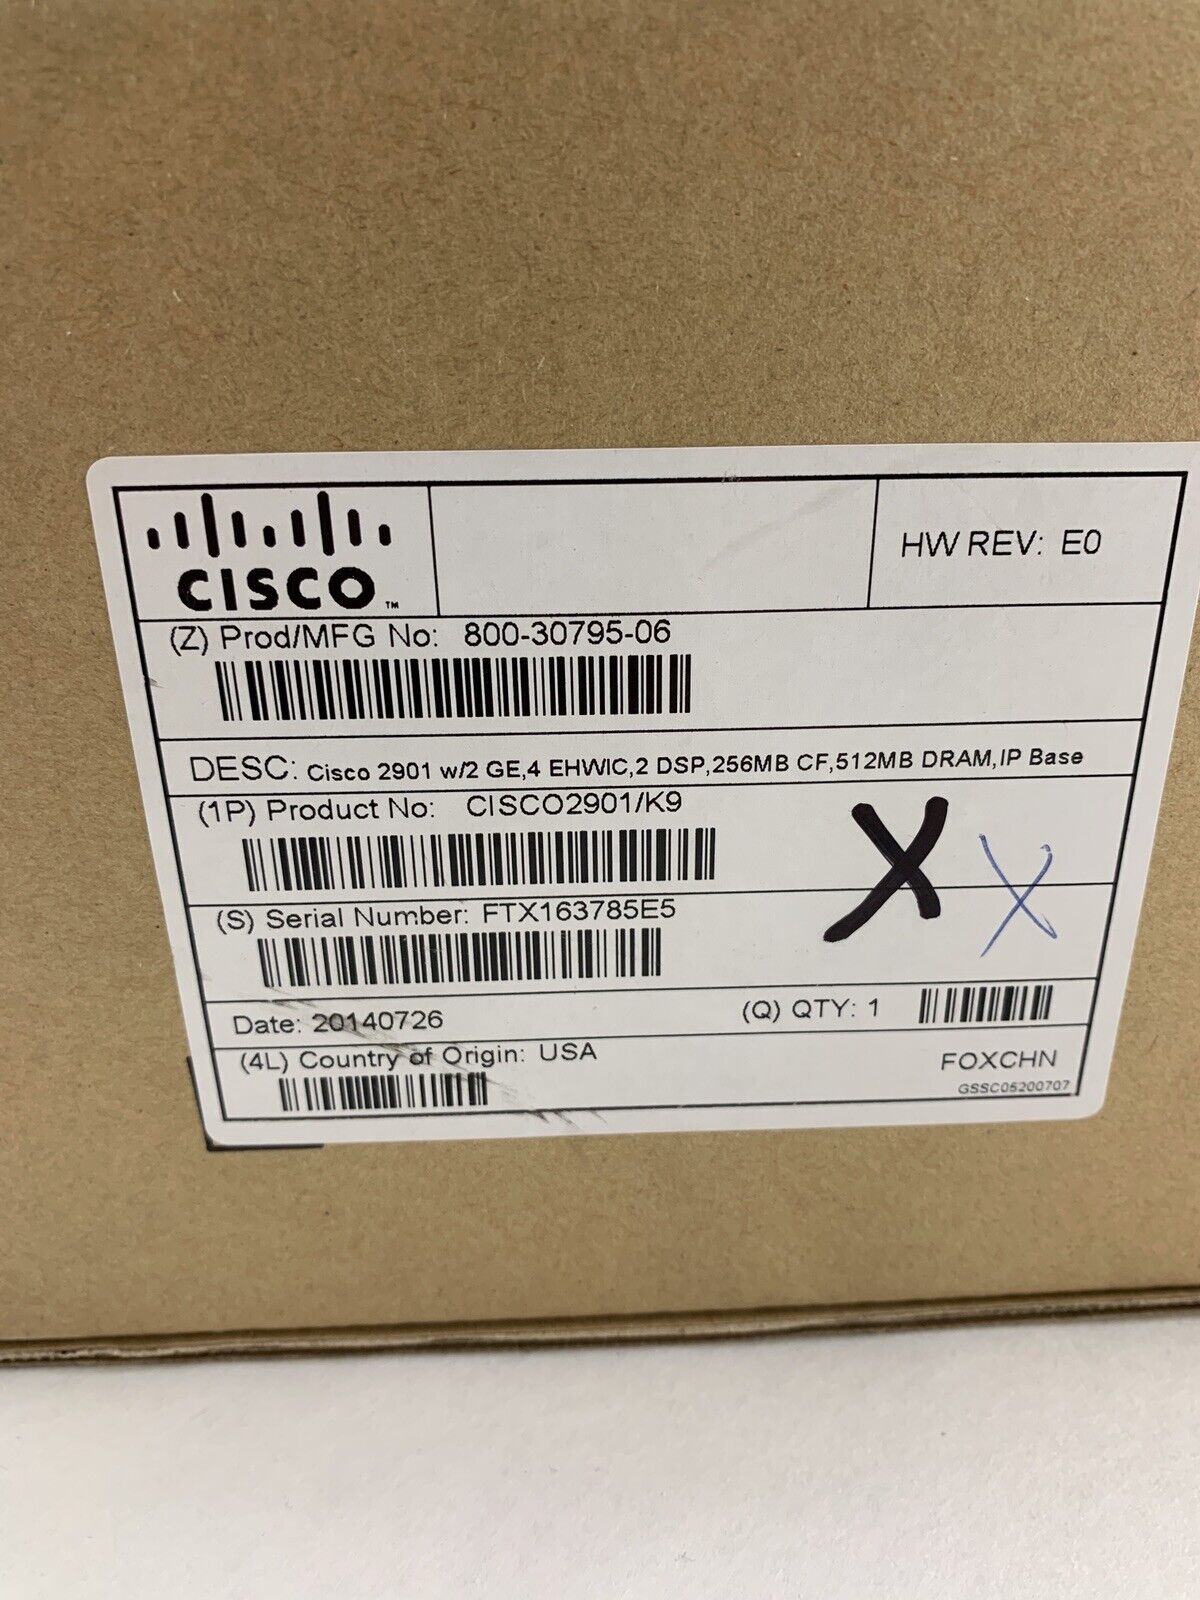 CISCO™
HW REV: E0
(Z) Prod/MFG No: 800-30795-06
DESC: Cisco 2901 w/2 GE,4 EHWIC,2 DSP,256MB CF,512MB DRAM,IP Base
(1P) Product No: CISCO2901/K9
X X
(S) Serial Number: FTX163785E5
Date: 20140726
(Q) QTY: 1
(4L) Country of Origin: USA
FOXCHN
GSSC05200707